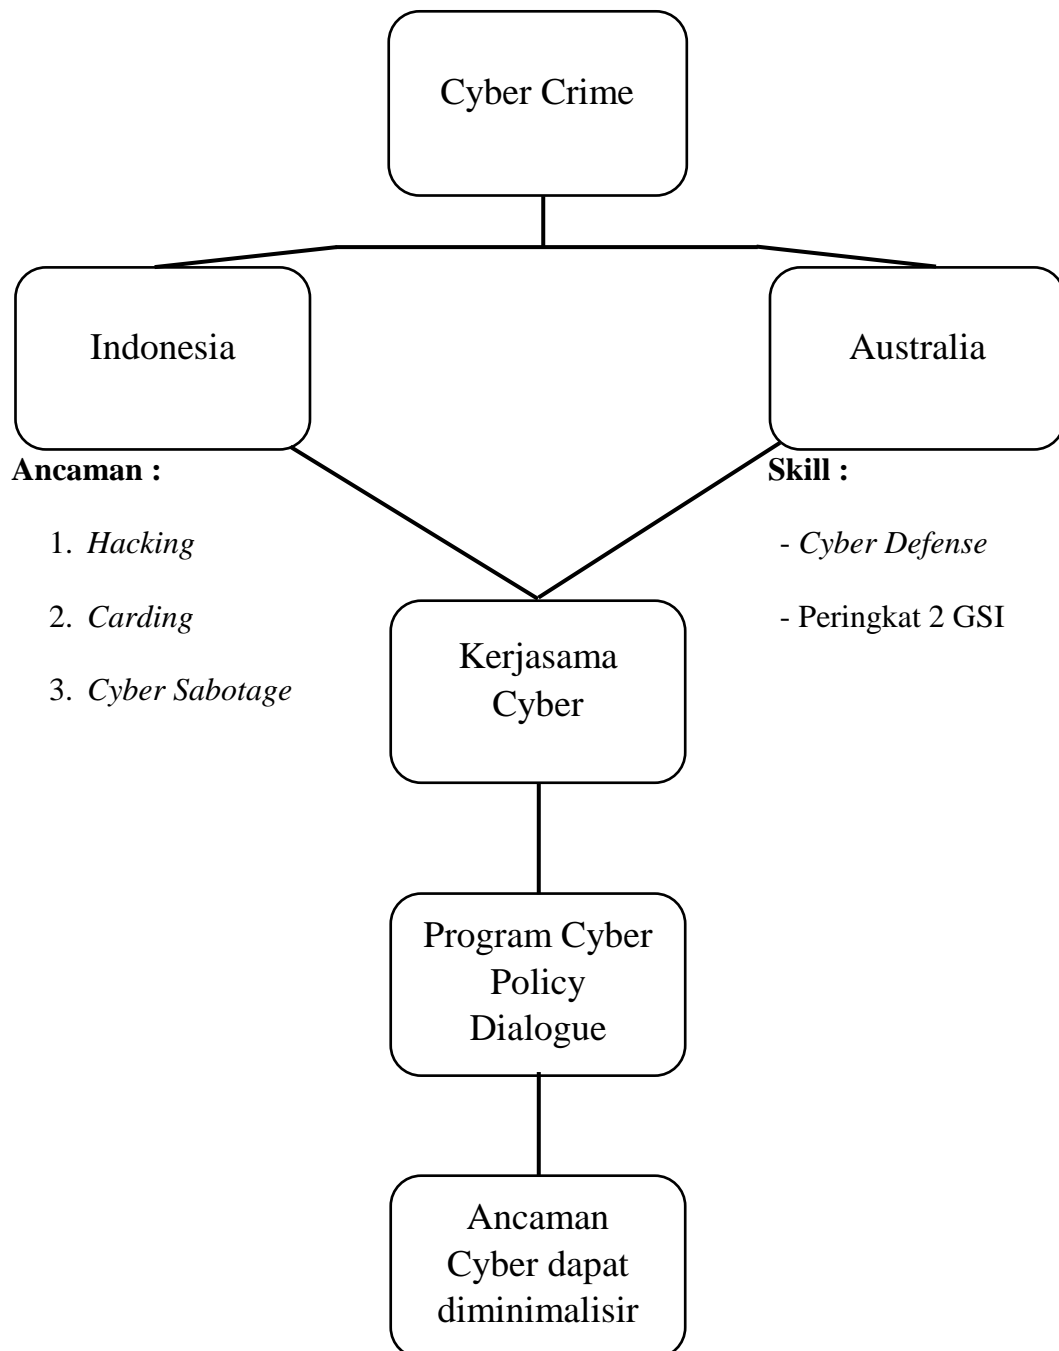 Cyber Crime
Indonesia
Australia
Ancaman :
1. Hacking
2. Carding
3. Cyber Sabotage
Skill :
- Cyber Defense
- Peringkat 2 GSI
Kerjasama
Cyber
Program Cyber
Policy
Dialogue
Ancaman
Cyber dapat
diminimalisir